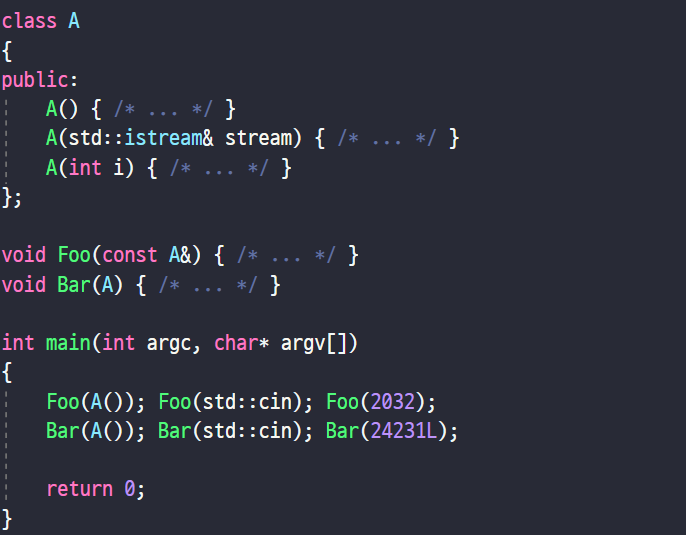 class A
{
public:
    A() { /* ... */ }
    A(std::istream& stream) { /* ... */ }
    A(int i) { /* ... */ }
};

void Foo(const A&) { /* ... */ }
void Bar(A) { /* ... */ }

int main(int argc, char* argv[])
{
    Foo(A()); Foo(std::cin); Foo(2032);
    Bar(A()); Bar(std::cin); Bar(24231L);

    return 0;
}